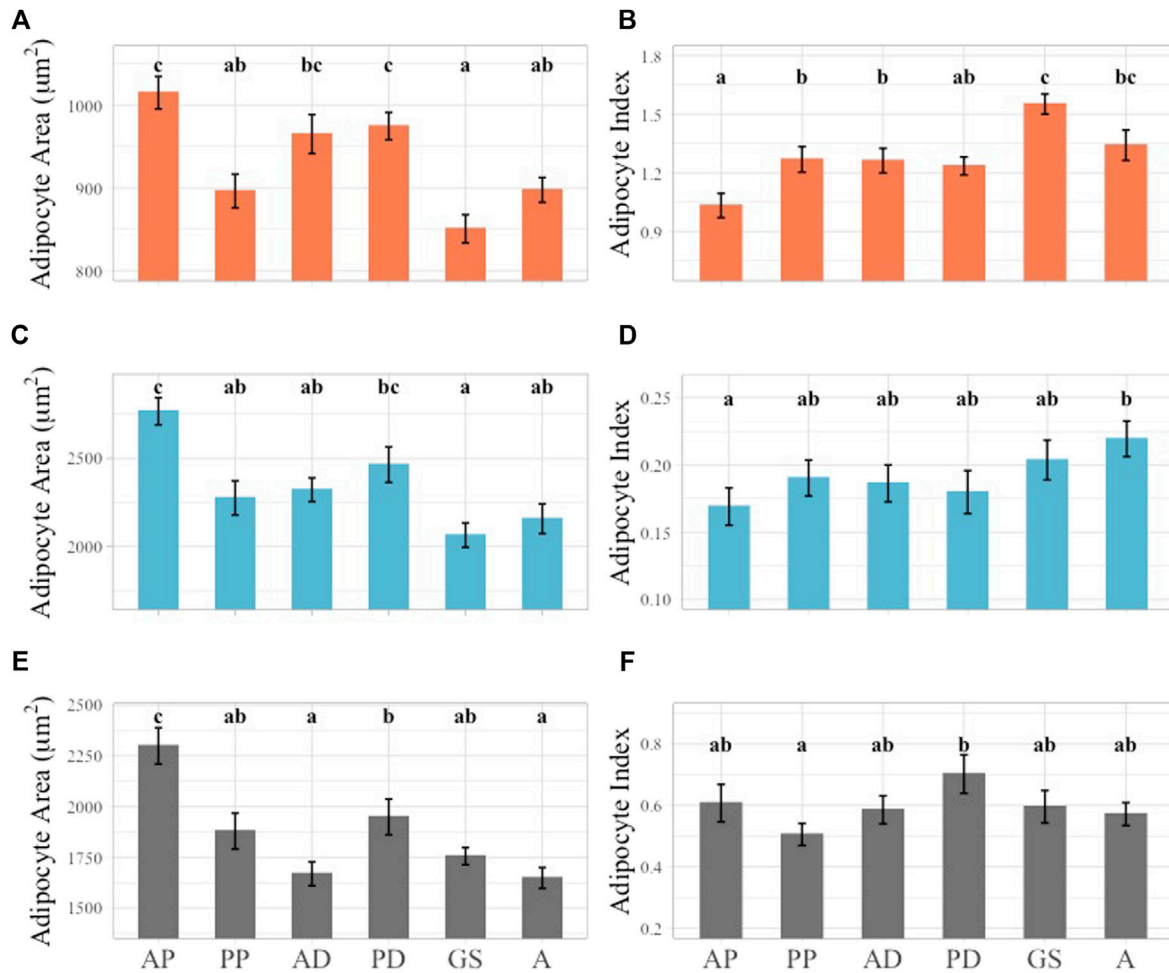 A
B
Adipocyte Area (µm²)
1000
900
800
c ab bc c a ab
Adipocyte Index
1.8
1.5
1.2
0.9
a b b ab c bc
C
D
Adipocyte Area (µm²)
2500
2000
c ab ab bc a ab
Adipocyte Index
0.25
0.20
0.15
0.10
a ab ab ab ab b
E
F
Adipocyte Area (µm²)
2500
2250
2000
1750
1500
c ab a b ab a
AP PP AD PD GS A
Adipocyte Index
0.8
0.6
0.4
0.2
ab a ab b ab ab
AP PP AD PD GS A